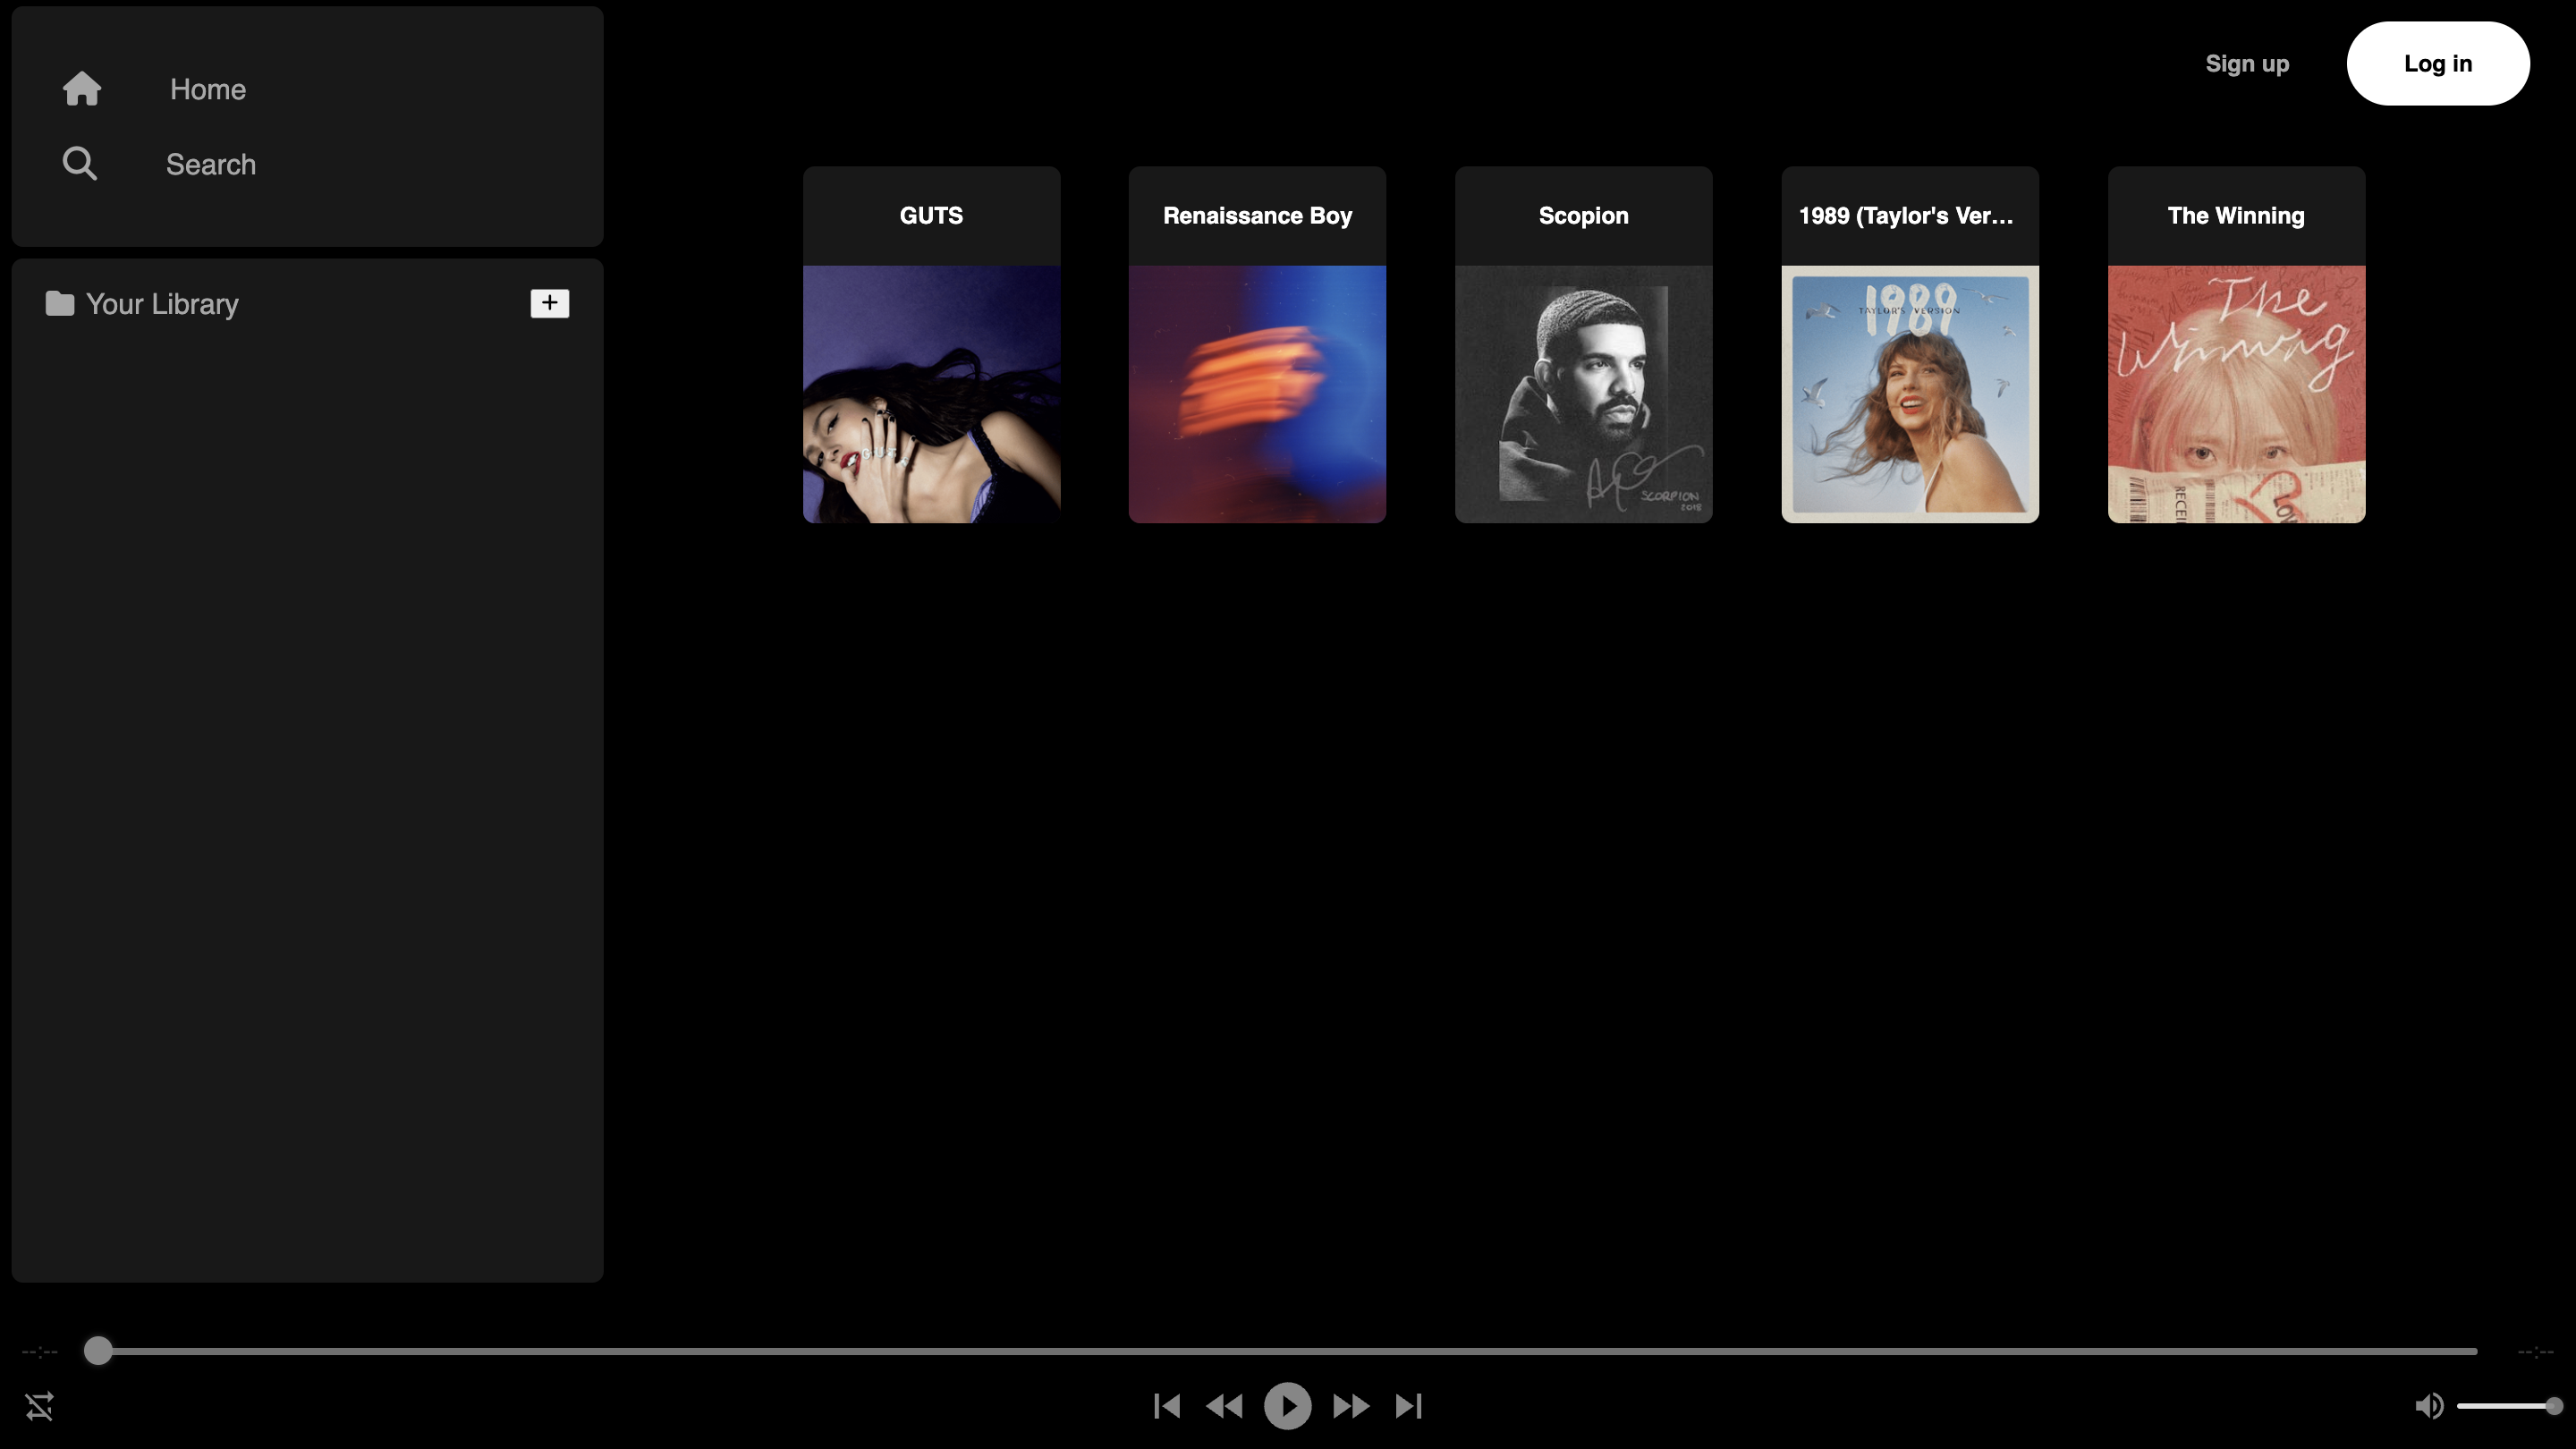 Home
Sign up
Log in
Search
Your Library
GUTS
Renaissance Boy
Scopion
1989 (Taylor's Ver...
The Winning
SCORPION
2018
1989
TAYLOR'S VERSION
The
Winning
--:--
--:--